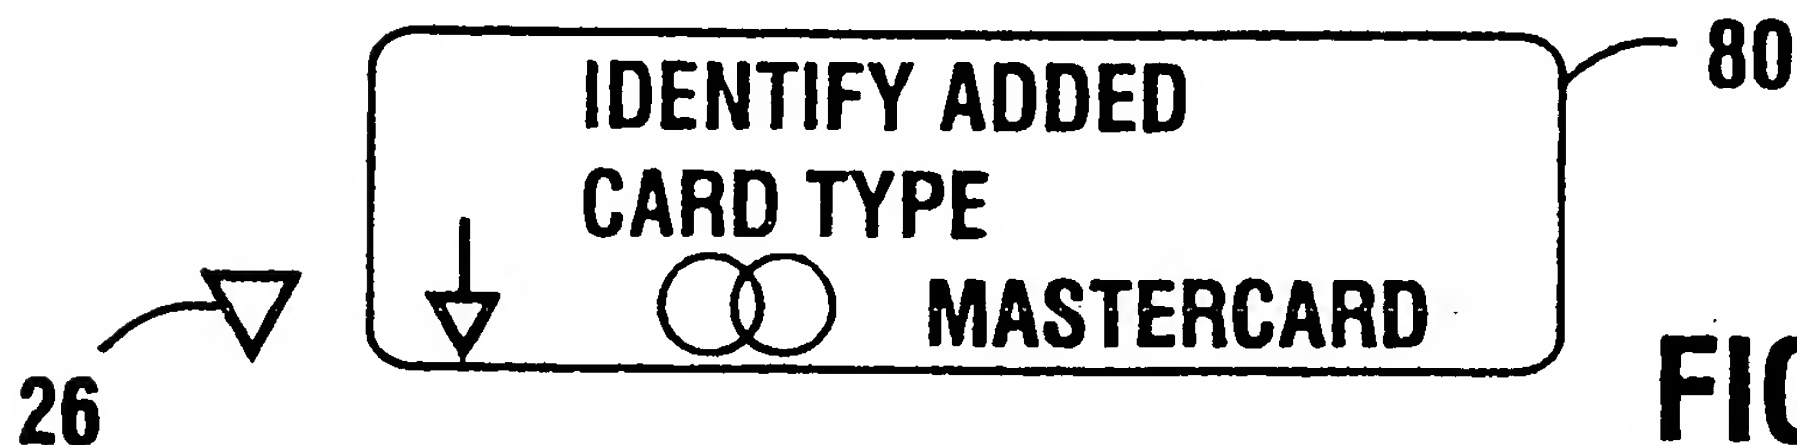 IDENTIFY ADDED
CARD TYPE
MASTERCARD
80
26